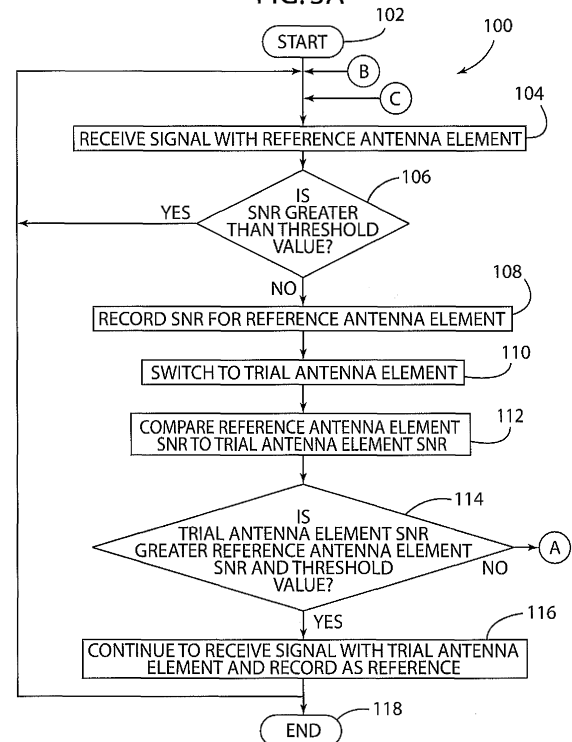 FIG. 5A
102
START
100
B
C
104
RECEIVE SIGNAL WITH REFERENCE ANTENNA ELEMENT
106
IS
SNR GREATER
THAN THRESHOLD
VALUE?
YES
NO
108
RECORD SNR FOR REFERENCE ANTENNA ELEMENT
110
SWITCH TO TRIAL ANTENNA ELEMENT
112
COMPARE REFERENCE ANTENNA ELEMENT
SNR TO TRIAL ANTENNA ELEMENT SNR
114
IS
TRIAL ANTENNA ELEMENT SNR
GREATER REFERENCE ANTENNA ELEMENT
SNR AND THRESHOLD
VALUE?
NO
A
YES
116
CONTINUE TO RECEIVE SIGNAL WITH TRIAL ANTENNA
ELEMENT AND RECORD AS REFERENCE
118
END